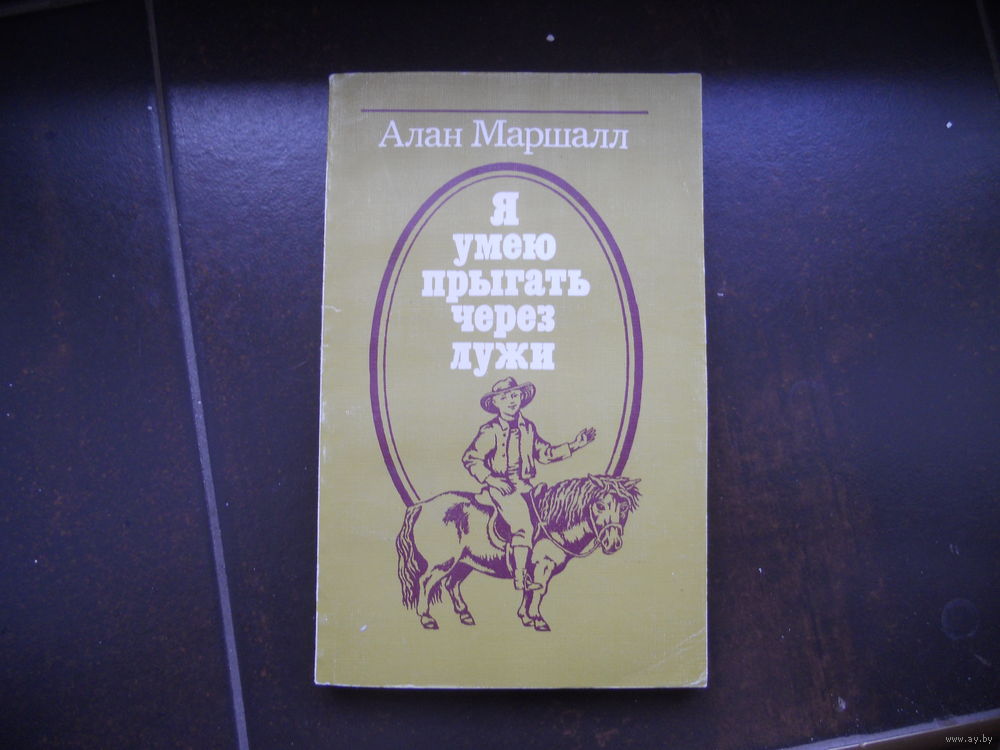 Алан Маршалл
Я
умею
прыгать
через
лужи
www.ay.by